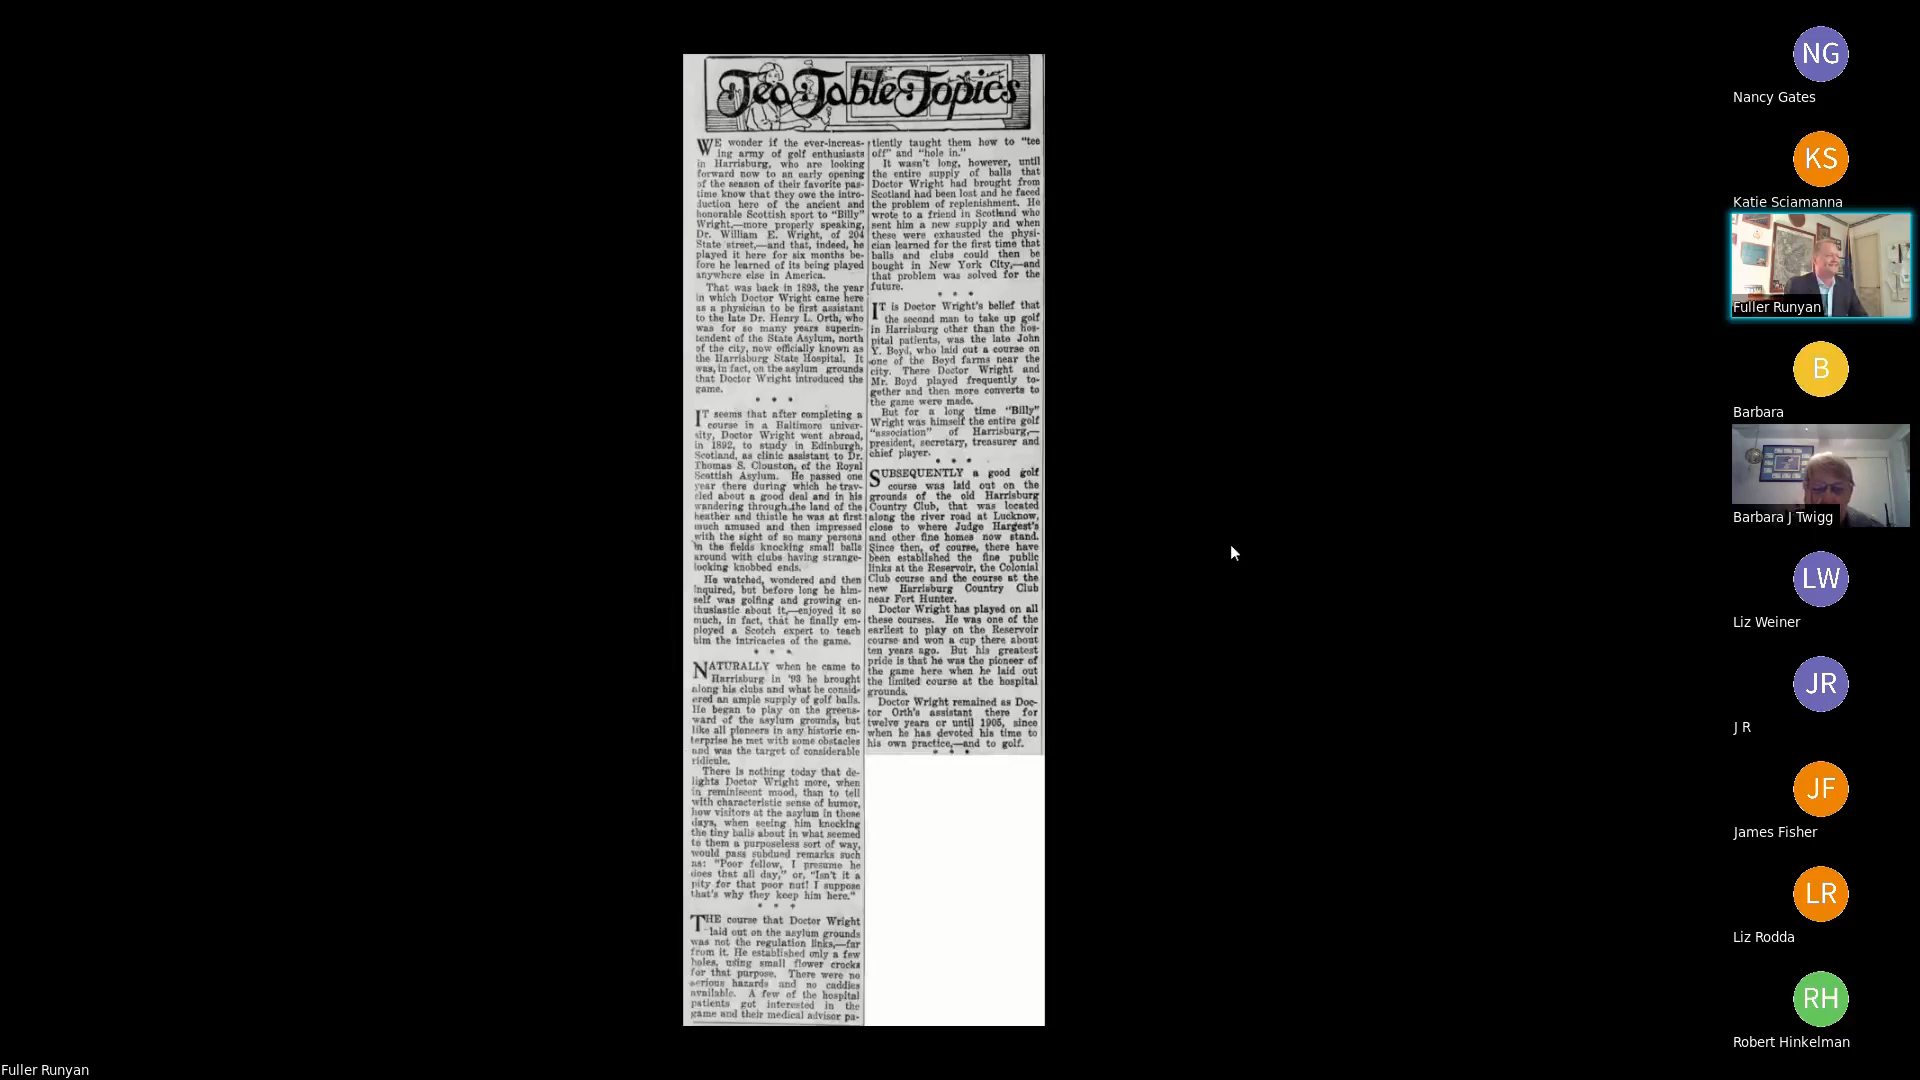 Tea Table Topics
WE wonder if the ever-increas-
ing army of golf enthusiasts
in Harrisburg, who are looking
forward now to an early opening
of the season of their favorite pas-
time know that they owe the intro-
duction here of the ancient and
honorable Scottish sport to "Billy"
Wright,—more properly speaking,
Dr. William E. Wright, of 204
State street,—and that, indeed, he
played it here for six months be-
fore he learned of its being played
anywhere else in America.
That was back in 1893, the year
in which Doctor Wright came here
as a physician to be first assistant
to the late Dr. Henry L. Orth, who
was for so many years superin-
tendent of the State Asylum, north
of the city, now officially known as
the Harrisburg State Hospital. It
was, in fact, on the asylum grounds
that Doctor Wright introduced the
game.
* * *
IT seems that after completing a
course in a Baltimore univer-
sity, Doctor Wright went abroad,
in 1892, to study in Edinburgh,
Scotland, as clinic assistant to Dr.
Thomas S. Clouston, of the Royal
Scottish Asylum. He passed one
year there during which he trav-
eled about a good deal and in his
wandering through the land of the
heather and thistle he was at first
much amused and then impressed
with the sight of so many persons
in the fields knocking small balls
around with clubs having strange-
looking knobbed ends.
He watched, wondered and then
inquired, but before long he him-
self was golfing and growing en-
thusiastic about it,—enjoyed it so
much, in fact, that he finally em-
ployed a Scotch expert to teach
him the intricacies of the game.
* * *
NATURALLY when he came to
Harrisburg in '93 he brought
along his clubs and what he consid-
ered an ample supply of golf balls.
He began to play on the greens-
ward of the asylum grounds, but
like all pioneers in any historic en-
terprise he met with some obstacles
and was the target of considerable
ridicule.
There is nothing today that de-
lights Doctor Wright more, when
in reminiscent mood, than to tell
with characteristic sense of humor,
how visitors at the asylum in those
days, when seeing him knocking
the tiny balls about in what seemed
to them a purposeless sort of way,
would pass subdued remarks such
as: "Poor fellow, I presume he
does that all day," or, "Isn't it a
pity for that poor nut! I suppose
that's why they keep him here."
* * *
THE course that Doctor Wright
laid out on the asylum grounds
was not the regulation links,—far
from it. He established only a few
holes, using small flower crocks
for that purpose. There were no
serious hazards and no caddies
available. A few of the hospital
patients got interested in the
game and their medical advisor pa-
tiently taught them how to "tee
off" and "hole in."
It wasn't long, however, until
the entire supply of balls that
Doctor Wright had brought from
Scotland had been lost and he faced
the problem of replenishment. He
wrote to a friend in Scotland who
sent him a new supply and when
these were exhausted the physi-
cian learned for the first time that
balls and clubs could then be
bought in New York City,—and
that problem was solved for the
future.
* * *
IT is Doctor Wright's belief that
the second man to take up golf
in Harrisburg other than the hos-
pital patients, was the late John
Y. Boyd, who laid out a course on
one of the Boyd farms near the
city. There Doctor Wright and
Mr. Boyd played frequently to-
gether and then more converts to
the game were made.
But for a long time "Billy"
Wright was himself the entire golf
"association" of Harrisburg,—
president, secretary, treasurer and
chief player.
* * *
SUBSEQUENTLY a good golf
course was laid out on the
grounds of the old Harrisburg
Country Club, that was located
along the river road at Lucknow,
close to where Judge Hargest's
and other fine homes now stand.
Since then, of course, there have
been established the fine public
links at the Reservoir, the Colonial
Club course and the course at the
new Harrisburg Country Club
near Fort Hunter.
Doctor Wright has played on all
these courses. He was one of the
earliest to play on the Reservoir
course and won a cup there about
ten years ago. But his greatest
pride is that he was the pioneer of
the game here when he laid out
the limited course at the hospital
grounds.
Doctor Wright remained as Doc-
tor Orth's assistant there for
twelve years or until 1905, since
when he has devoted his time to
his own practice,—and to golf.
* * *
NG
Nancy Gates
KS
Katie Sciamanna
Fuller Runyan
B
Barbara
Barbara J Twigg
LW
Liz Weiner
JR
J R
JF
James Fisher
LR
Liz Rodda
RH
Robert Hinkelman
Fuller Runyan